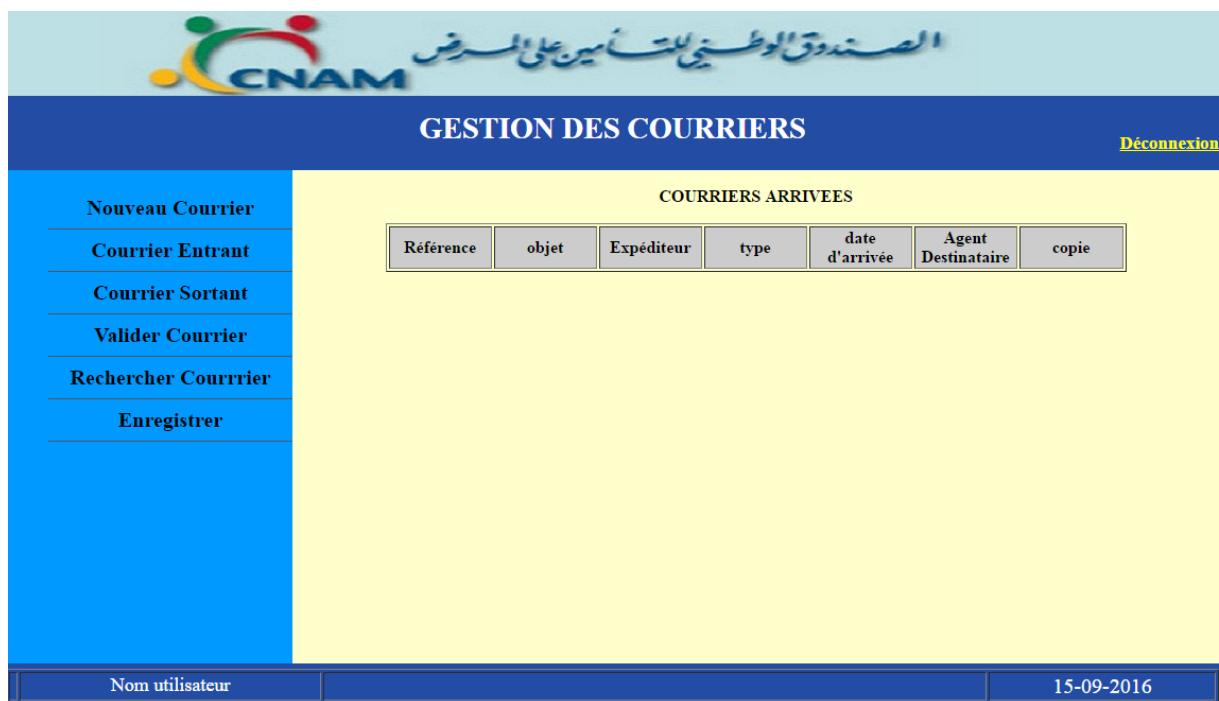 CNAM
الصندوق الوطني للتأمين على المرض
GESTION DES COURRIERS
Déconnexion
Nouveau Courrier
Courrier Entrant
Courrier Sortant
Valider Courrier
Rechercher Courrrier
Enregistrer
COURRIERS ARRIVEES
Référence objet Expéditeur type date d'arrivée Agent Destinataire copie
Nom utilisateur 15-09-2016